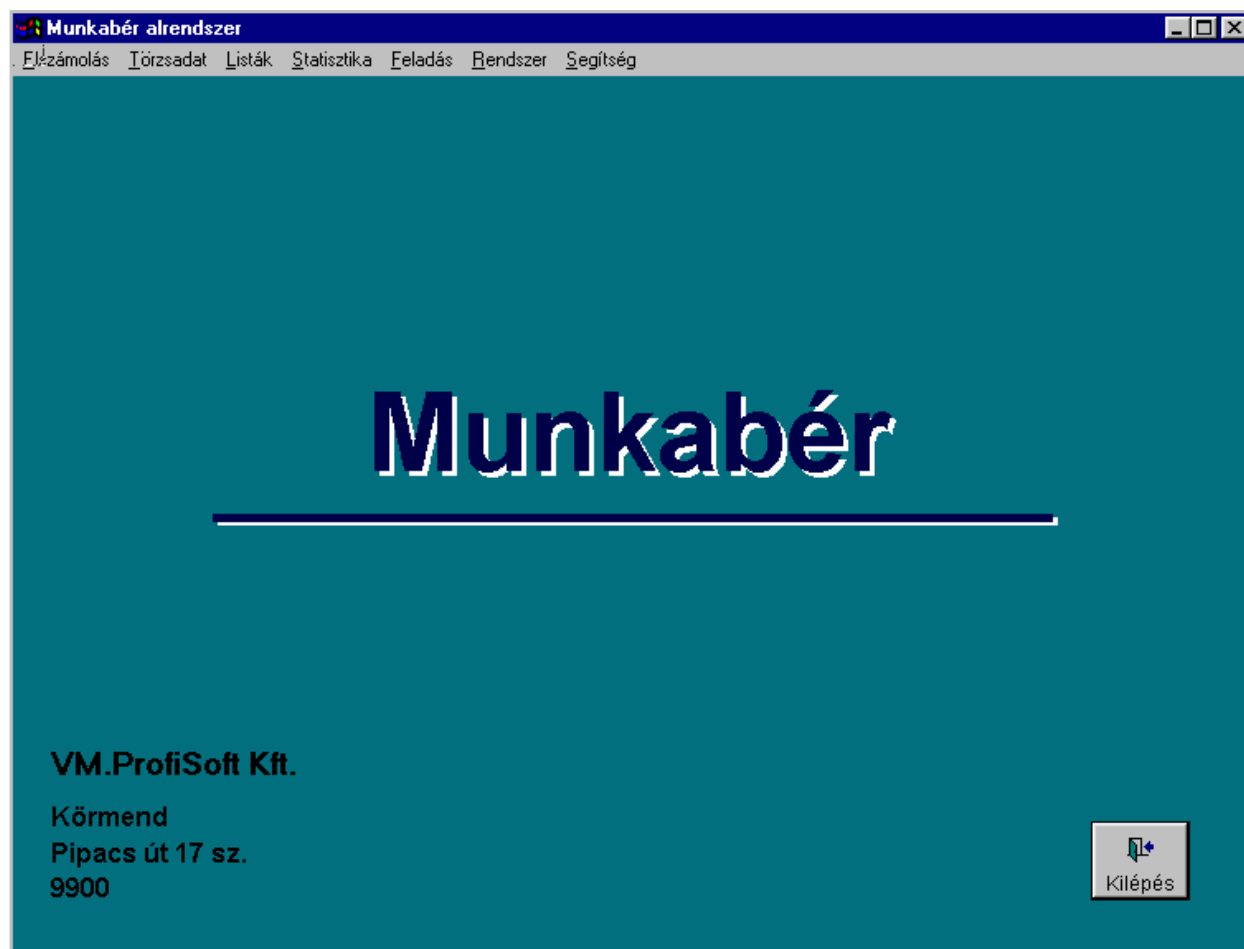 Munkabér alrendszer
Elszámolás Törzsadat Listák Statisztika Feladás Rendszer Segítség
Munkabér
VM.ProfiSoft Kft.
Körmend
Pipacs út 17 sz.
9900
Kilépés